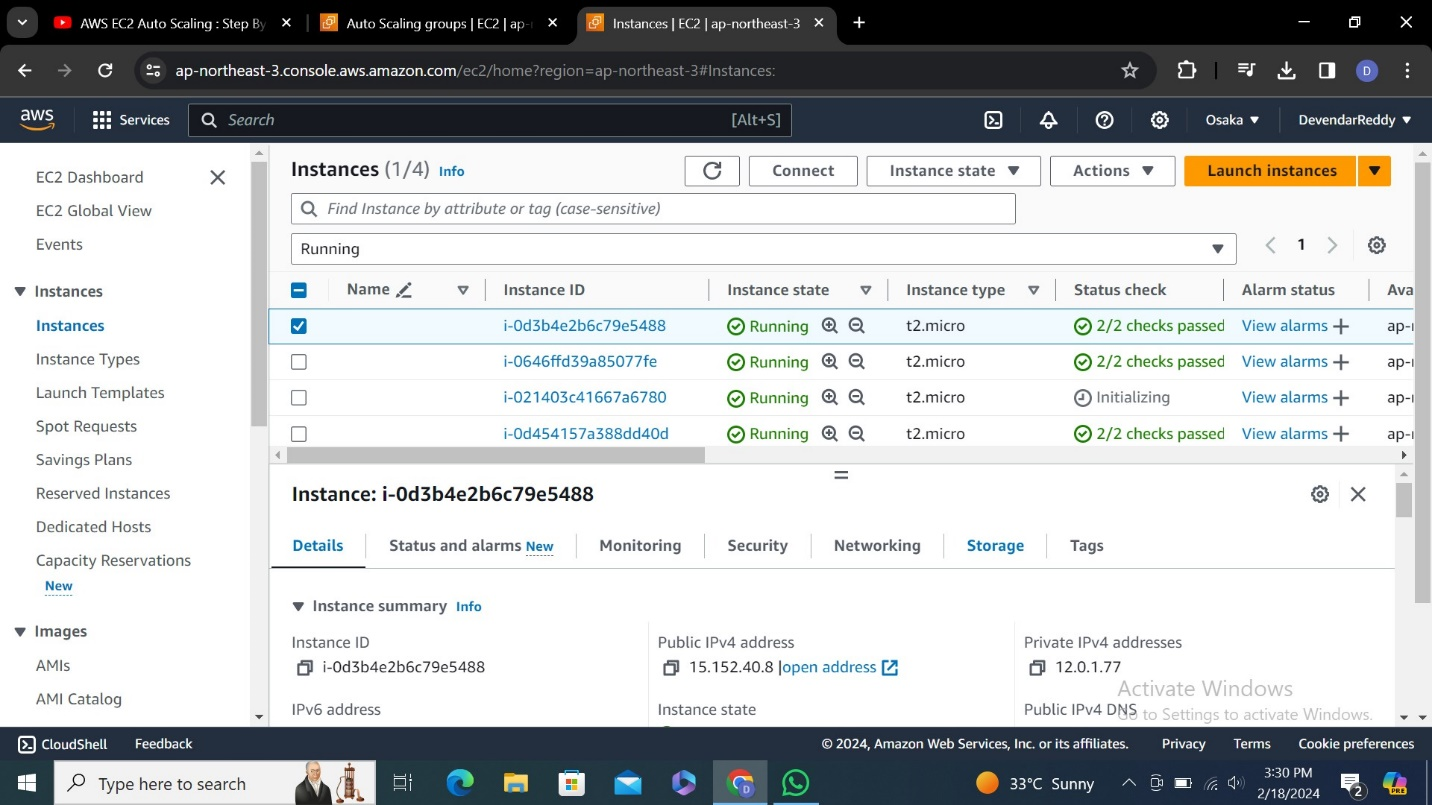 AWS EC2 Auto Scaling : Step By
Auto Scaling groups | EC2 | ap-
Instances | EC2 | ap-northeast-3
ap-northeast-3.console.aws.amazon.com/ec2/home?region=ap-northeast-3#Instances:
D
aws
Services
Search
[Alt+S]
Osaka
DevendarReddy
EC2 Dashboard
EC2 Global View
Events
Instances
Instances
Instance Types
Launch Templates
Spot Requests
Savings Plans
Reserved Instances
Dedicated Hosts
Capacity Reservations
New
Images
AMIs
AMI Catalog
Instances (1/4) Info
Connect
Instance state
Actions
Launch instances
Find Instance by attribute or tag (case-sensitive)
Running
1
Name Instance ID Instance state Instance type Status check Alarm status Ava
i-0d3b4e2b6c79e5488 Running t2.micro 2/2 checks passed View alarms + ap-
i-0646ffd39a85077fe Running t2.micro 2/2 checks passed View alarms + ap-
i-021403c41667a6780 Running t2.micro Initializing View alarms + ap-
i-0d454157a388dd40d Running t2.micro 2/2 checks passed View alarms + ap-
Instance: i-0d3b4e2b6c79e5488
Details Status and alarms New Monitoring Security Networking Storage Tags
Instance summary Info
Instance ID
i-0d3b4e2b6c79e5488
Public IPv4 address
15.152.40.8 |open address
Private IPv4 addresses
12.0.1.77
IPv6 address
Instance state
Public IPv4 DNS
Activate Windows
Go to Settings to activate Windows.
CloudShell
Feedback
© 2024, Amazon Web Services, Inc. or its affiliates.
Privacy
Terms
Cookie preferences
Type here to search
D
33°C Sunny
3:30 PM
2/18/2024
2
PRE